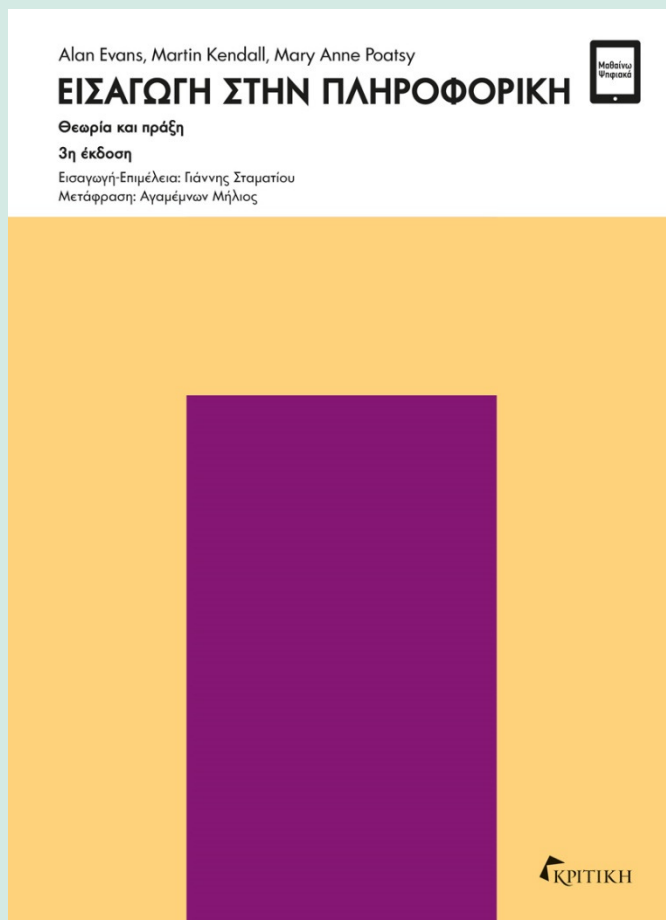 Alan Evans, Martin Kendall, Mary Anne Poatsy
ΕΙΣΑΓΩΓΗ ΣΤΗΝ ΠΛΗΡΟΦΟΡΙΚΗ
Μαθαίνω
Ψηφιακά
Θεωρία και πράξη
3η έκδοση
Εισαγωγή-Επιμέλεια: Γιάννης Σταματίου
Μετάφραση: Αγαμέμνων Μήλιος
ΚΡΙΤΙΚΗ